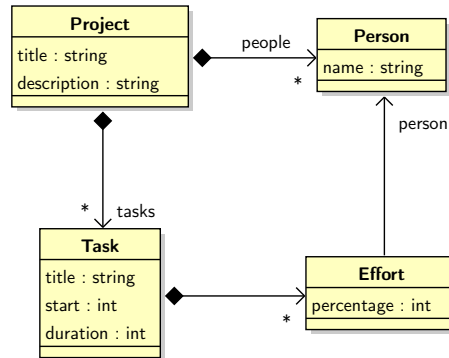 Project
title : string
description : string
people
*
Person
name : string
person
*
tasks
Task
title : string
start : int
duration : int
*
Effort
percentage : int